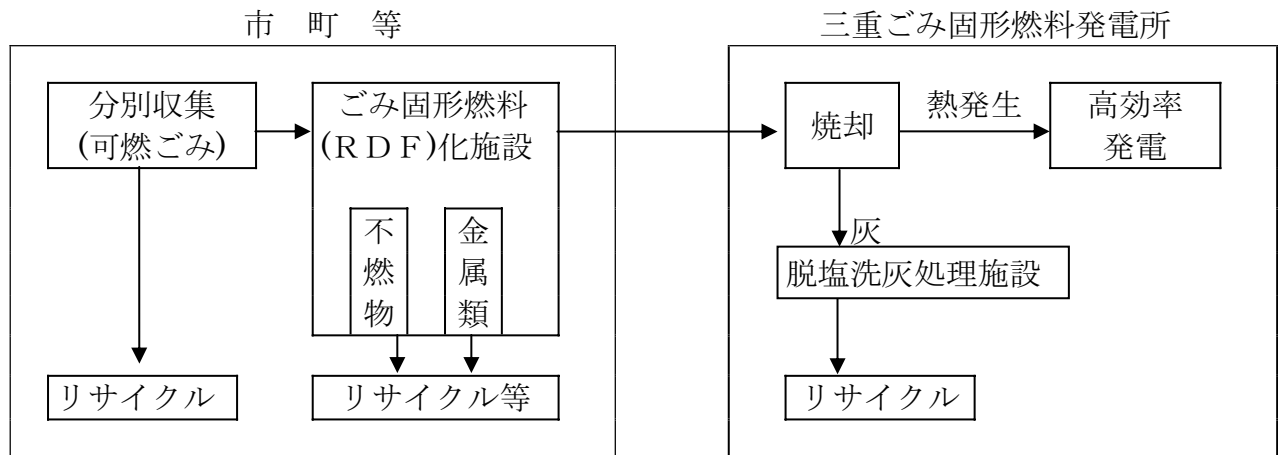 市 町 等
分別収集
(可燃ごみ)
ごみ固形燃料
(ＲＤＦ)化施設
不燃物
金属類
リサイクル
リサイクル等
三重ごみ固形燃料発電所
焼却
熱発生
高効率
発電
灰
脱塩洗灰処理施設
リサイクル